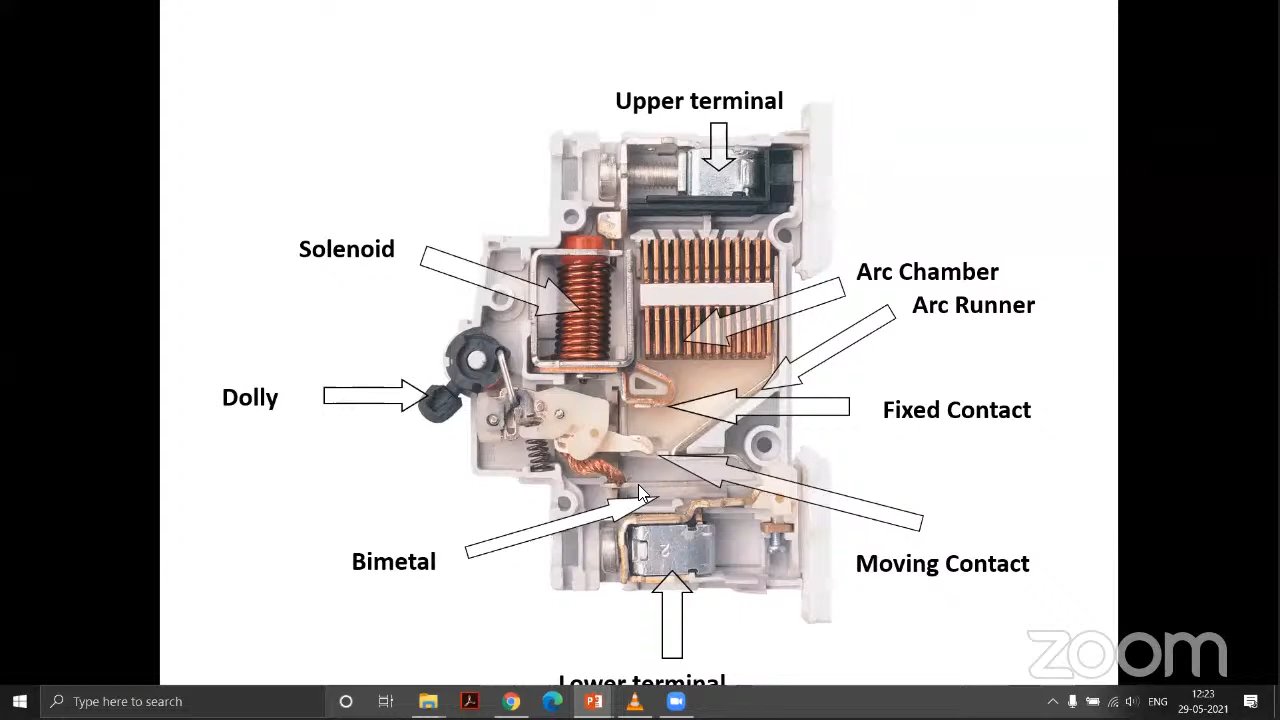 Upper terminal
Solenoid
Arc Chamber
Arc Runner
Dolly
Fixed Contact
Bimetal
Moving Contact
Lower terminal
2
zoom
Type here to search
ENG
12:23
29-05-2021